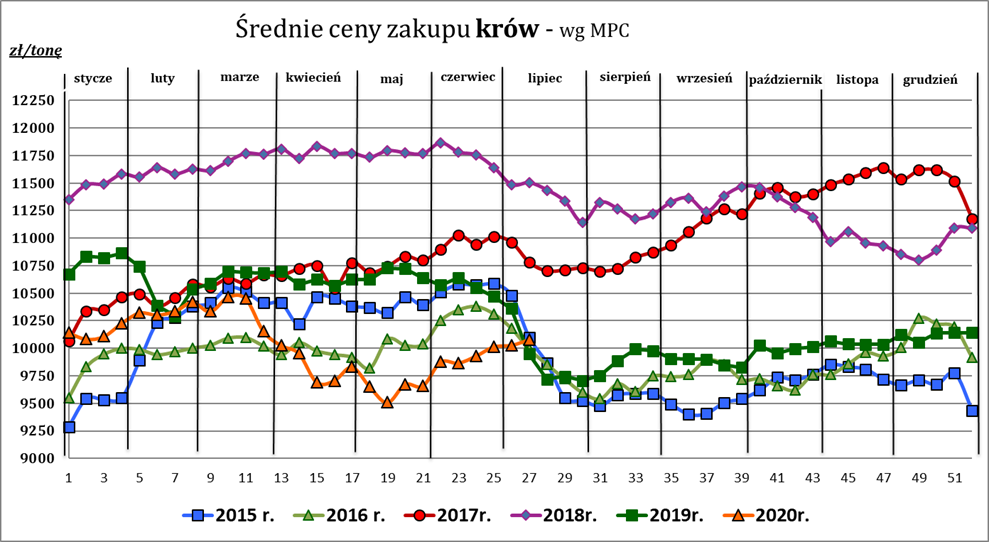 Średnie ceny zakupu krów - wg MPC
zł/tonę
stycze luty marze kwiecień maj czerwiec lipiec sierpień wrzesień październik listopa grudzień
12250
12000
11750
11500
11250
11000
10750
10500
10250
10000
9750
9500
9250
9000
1 3 5 7 9 11 13 15 17 19 21 23 25 27 29 31 33 35 37 39 41 43 45 47 49 51
2015 r. 2016 r. 2017r. 2018r. 2019r. 2020r.